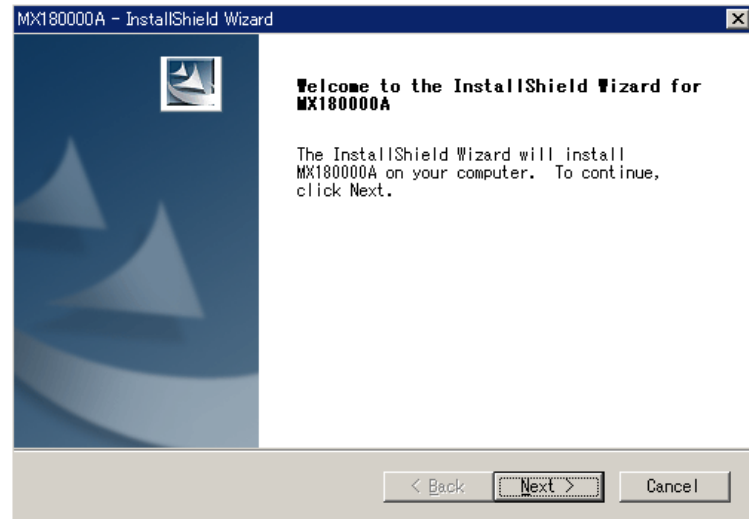 MX180000A - InstallShield Wizard
Welcome to the InstallShield Wizard for
MX180000A
The InstallShield Wizard will install
MX180000A on your computer.  To continue,
click Next.
< Back
Next >
Cancel